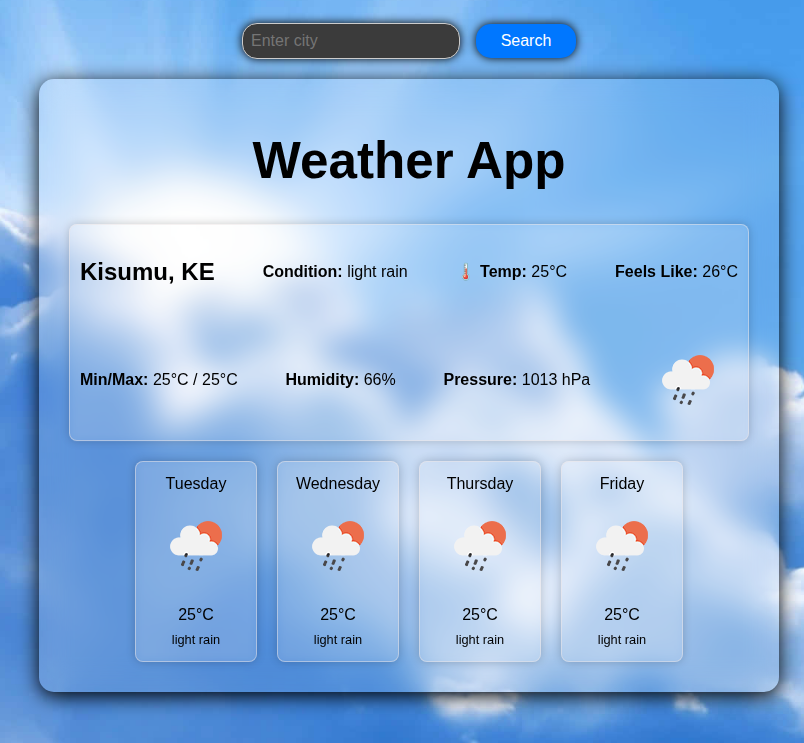 Enter city Search
Weather App
Kisumu, KE Condition: light rain 🌡️ Temp: 25°C Feels Like: 26°C
Min/Max: 25°C / 25°C Humidity: 66% Pressure: 1013 hPa
Tuesday Wednesday Thursday Friday
25°C 25°C 25°C 25°C
light rain light rain light rain light rain